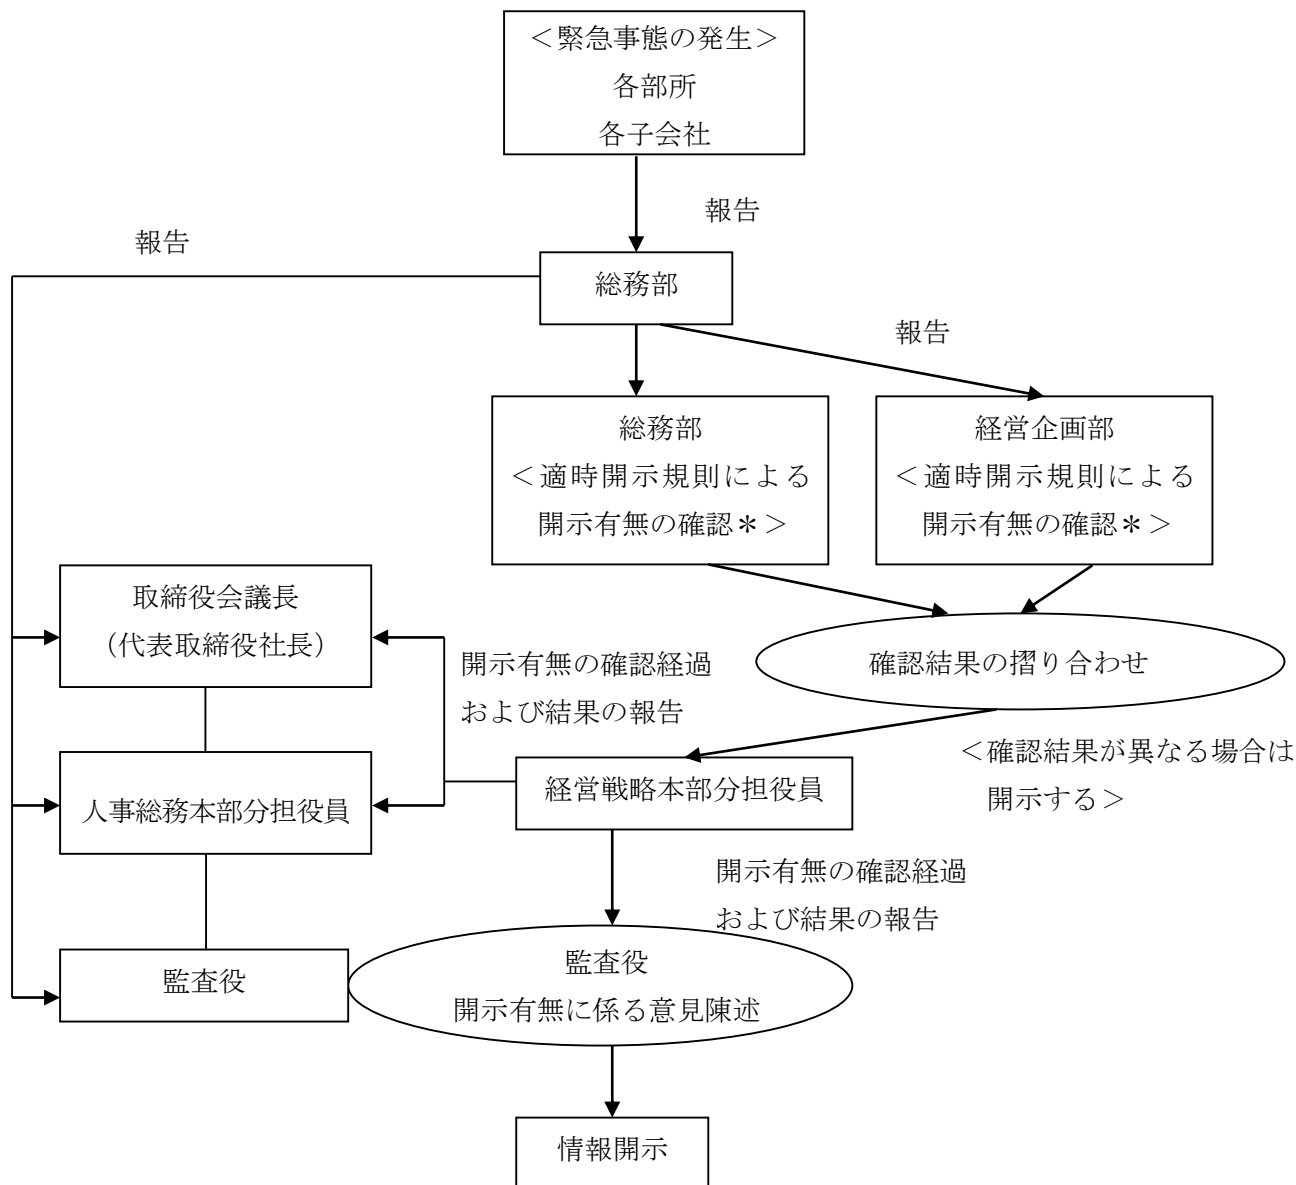 ＜緊急事態の発生＞
各部所
各子会社
報告
報告
総務部
報告
総務部
＜適時開示規則による
開示有無の確認＊＞
経営企画部
＜適時開示規則による
開示有無の確認＊＞
取締役会議長
（代表取締役社長）
開示有無の確認経過
および結果の報告
確認結果の摺り合わせ
＜確認結果が異なる場合は
開示する＞
人事総務本部分担役員
経営戦略本部分担役員
開示有無の確認経過
および結果の報告
監査役
監査役
開示有無に係る意見陳述
情報開示